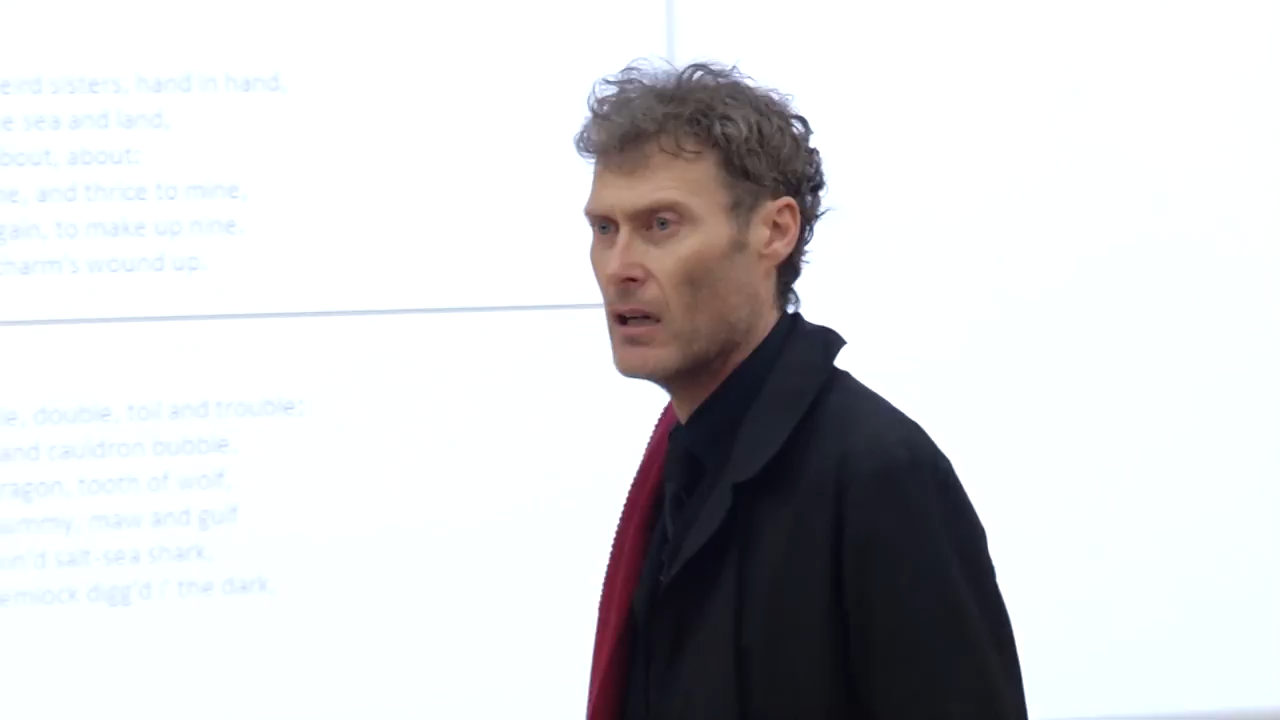 eird sisters, hand in hand,
e sea and land,
bout, about:
ne, and thrice to mine,
gain, to make up nine.
charm's wound up.
le, double, toil and trouble;
and cauldron bubble.
ragon, tooth of wolf,
ummy, maw and gulf
in'd salt-sea shark,
emlock digg'd i' the dark,